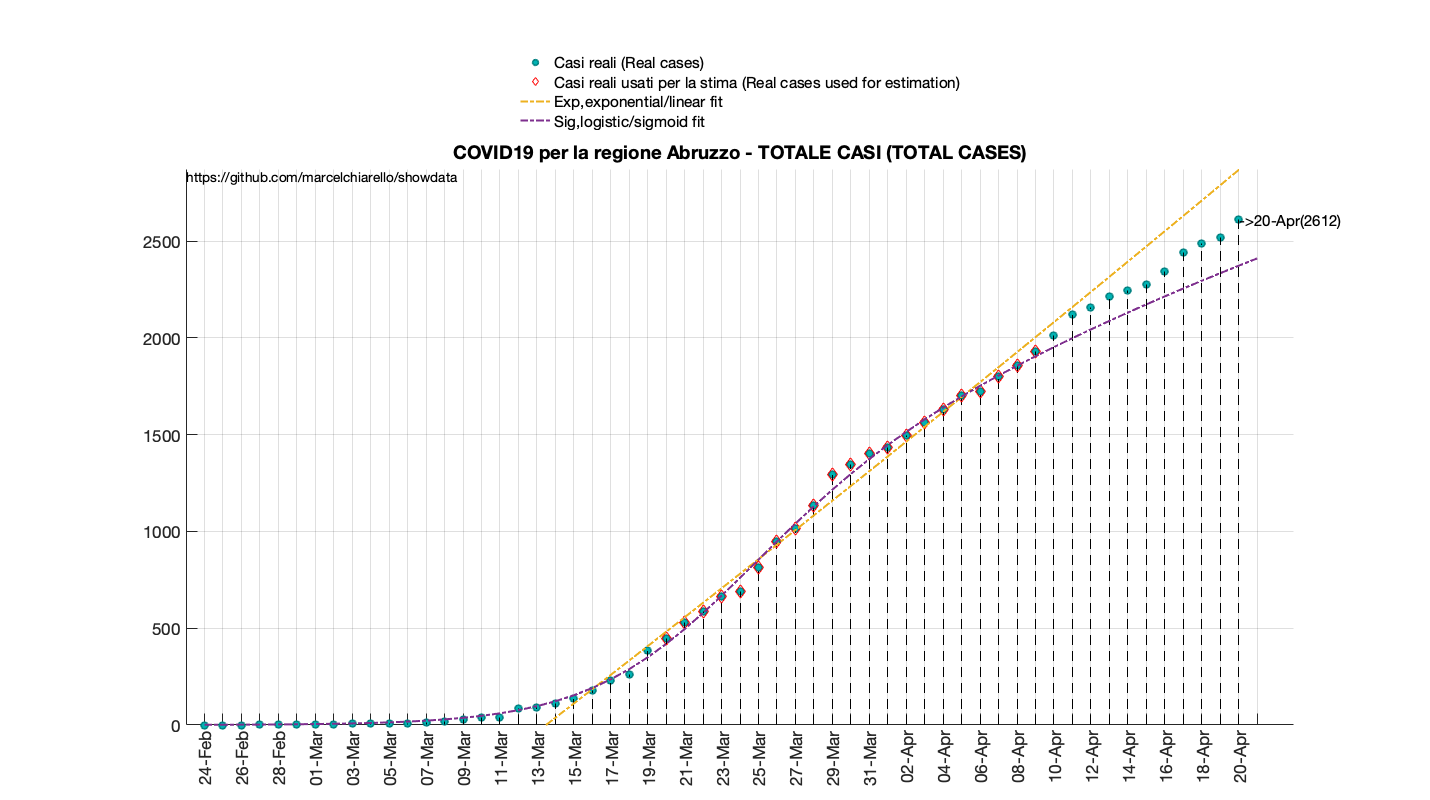 Casi reali (Real cases)
Casi reali usati per la stima (Real cases used for estimation)
Exp,exponential/linear fit
Sig,logistic/sigmoid fit
COVID19 per la regione Abruzzo - TOTALE CASI (TOTAL CASES)
https://github.com/marcelchiarello/showdata
->20-Apr(2612)
2500
2000
1500
1000
500
0
24-Feb
26-Feb
28-Feb
01-Mar
03-Mar
05-Mar
07-Mar
09-Mar
11-Mar
13-Mar
15-Mar
17-Mar
19-Mar
21-Mar
23-Mar
25-Mar
27-Mar
29-Mar
31-Mar
02-Apr
04-Apr
06-Apr
08-Apr
10-Apr
12-Apr
14-Apr
16-Apr
18-Apr
20-Apr